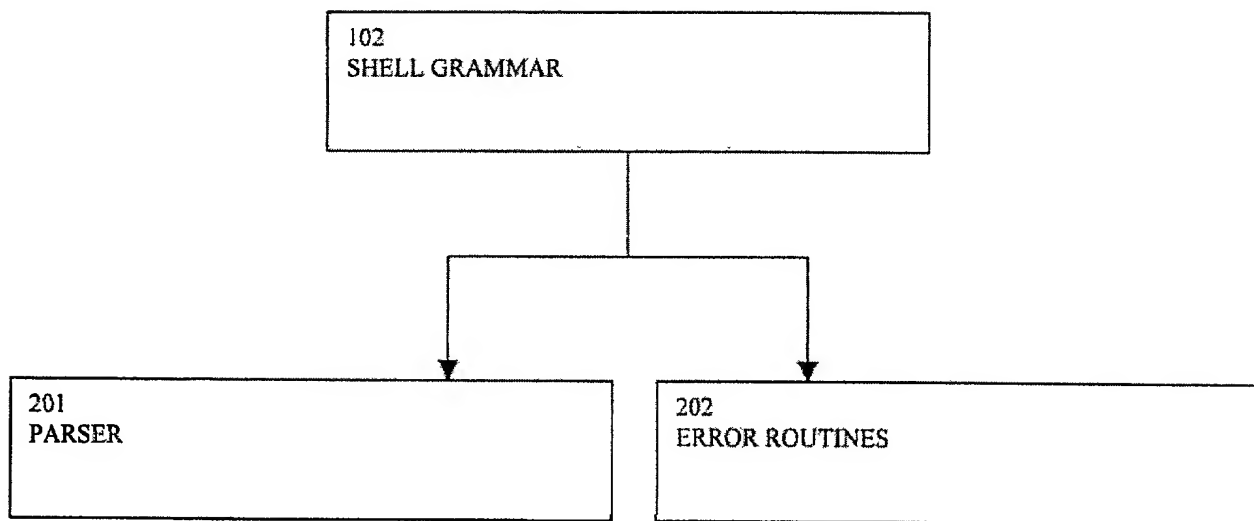 102
SHELL GRAMMAR
201
PARSER
202
ERROR ROUTINES